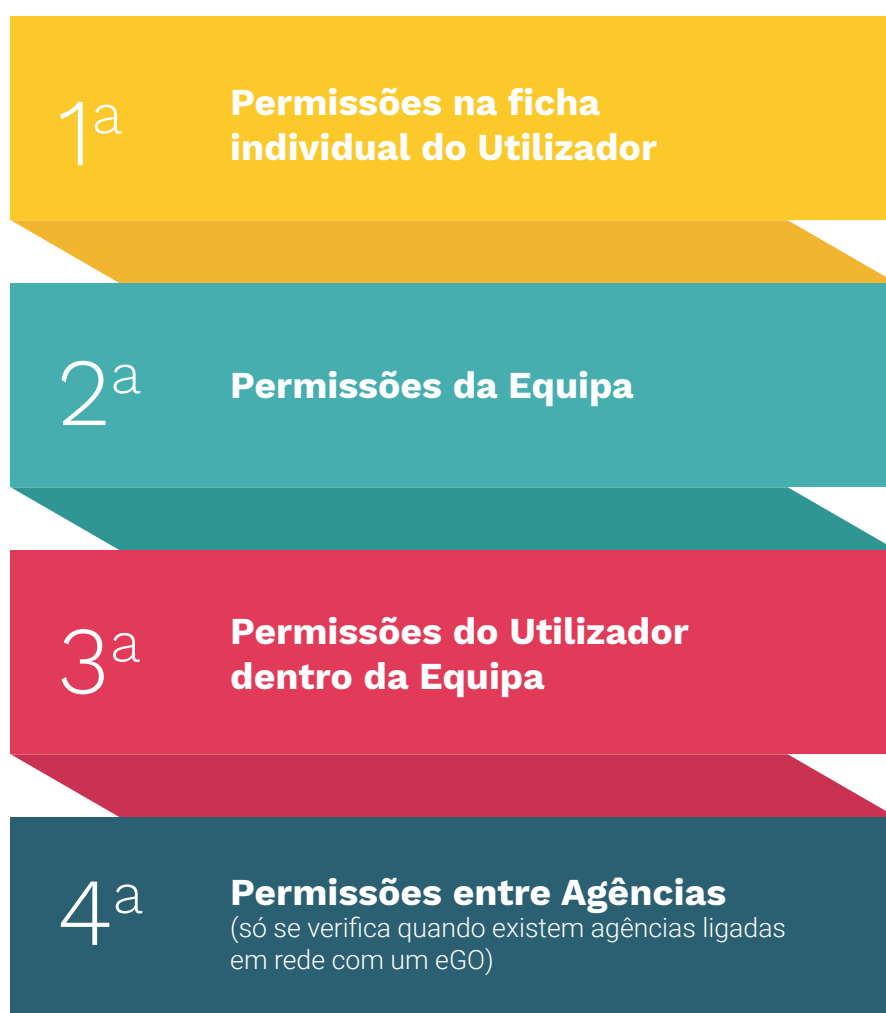 1ª
Permissões na ficha
individual do Utilizador
2ª
Permissões da Equipa
3ª
Permissões do Utilizador
dentro da Equipa
4ª
Permissões entre Agências
(só se verifica quando existem agências ligadas
em rede com um eGO)